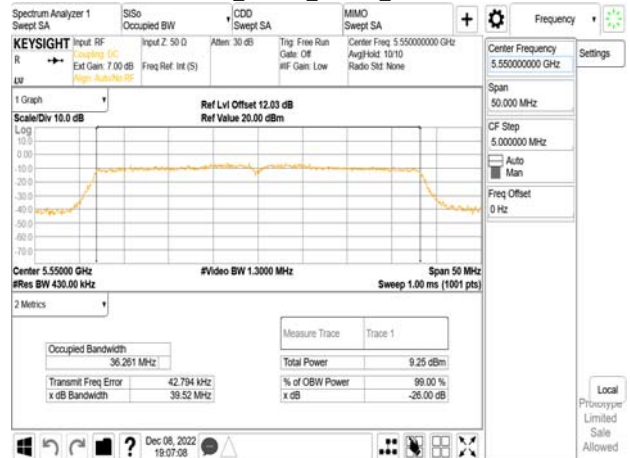 Spectrum Analyzer 1
Swept SA
SISo
Occupied BW
CDD
Swept SA
MIMO
Swept SA
+
Frequency
KEYSIGHT
R
Input: RF
Coupling: DC
Ext Gain: 7.00 dB
Align: Auto/No RF
Input Z: 50 Ω
Freq Ref: Int (S)
Atten: 30 dB
Trig: Free Run
Gate: Off
#IF Gain: Low
Center Freq: 5.550000000 GHz
Avg|Hold: 10/10
Radio Std: None
Center Frequency
5.550000000 GHz
Settings
Span
50.000 MHz
CF Step
5.000000 MHz
Auto
Man
Freq Offset
0 Hz
1 Graph
Scale/Div 10.0 dB
Ref Lvl Offset 12.03 dB
Ref Value 20.00 dBm
Log
10.0
0.00
-10.0
-20.0
-30.0
-40.0
-50.0
-60.0
-70.0
Center 5.55000 GHz
#Res BW 430.00 kHz
#Video BW 1.3000 MHz
Span 50 MHz
Sweep 1.00 ms (1001 pts)
2 Metrics
Measure Trace
Trace 1
Occupied Bandwidth
36.261 MHz
Total Power
9.25 dBm
Transmit Freq Error
42.794 kHz
% of OBW Power
99.00 %
x dB Bandwidth
39.52 MHz
x dB
-26.00 dB
Local
Prototype
Limited
Sale
Allowed
?
Dec 08, 2022
19:07:08